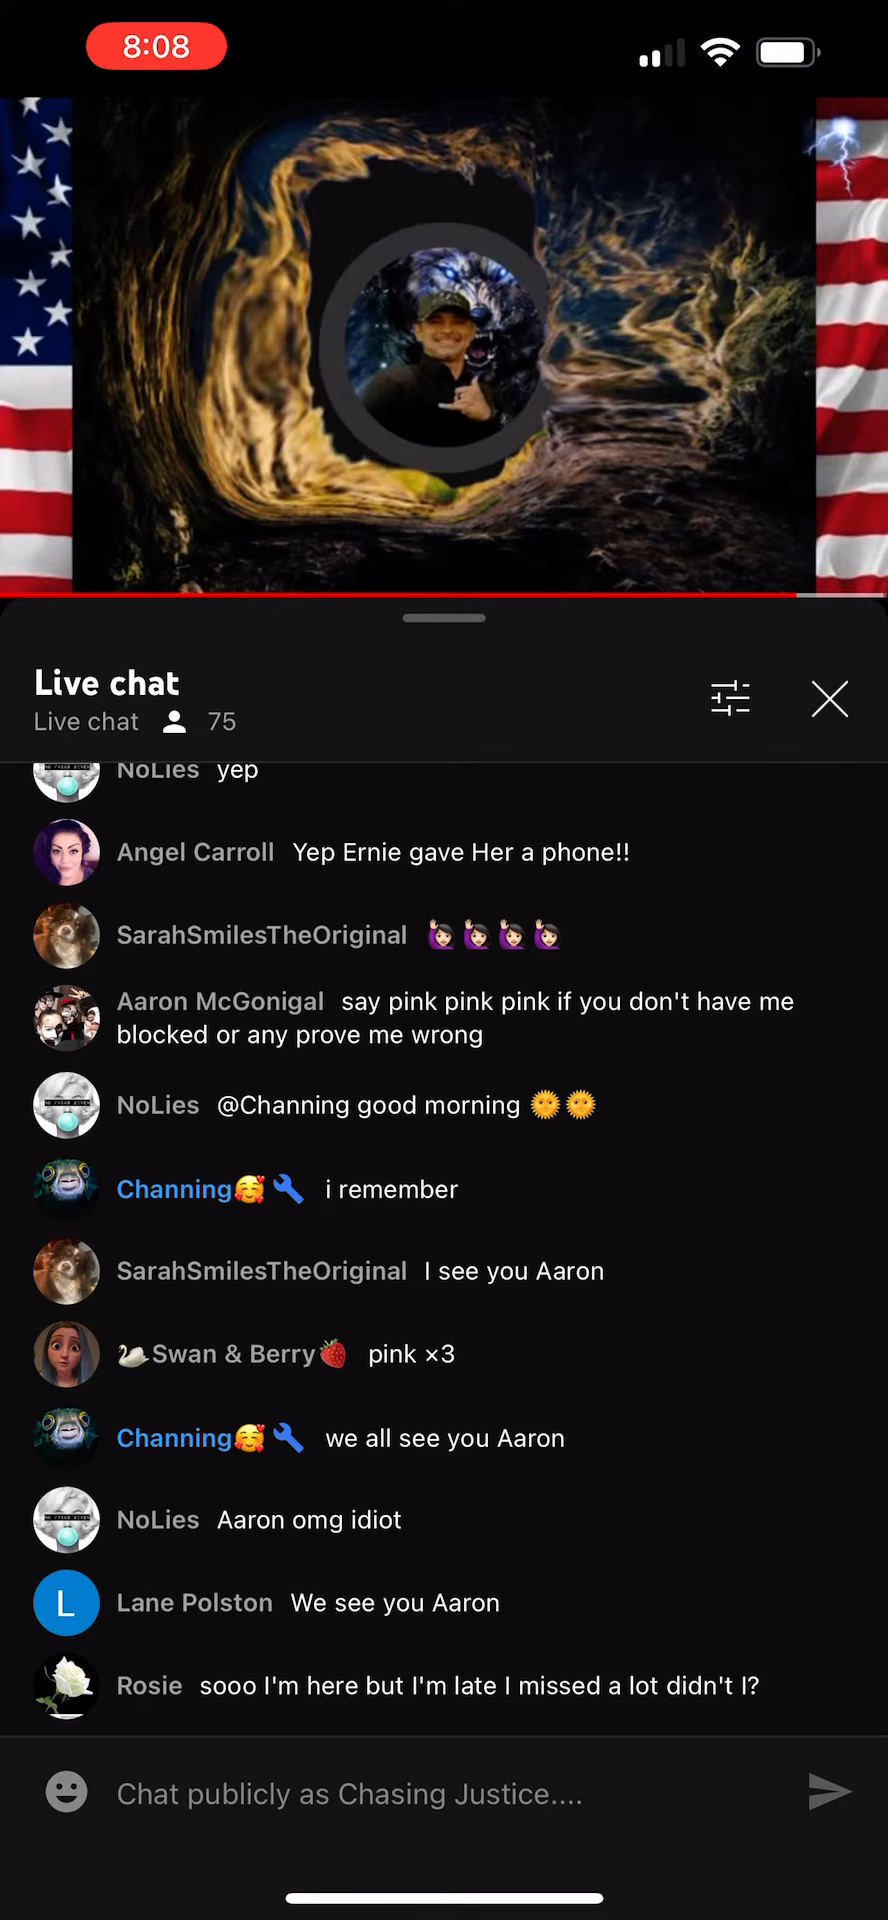 8:08
Live chat
Live chat 75
NoLies yep
Angel Carroll Yep Ernie gave Her a phone!!
SarahSmilesTheOriginal 🙋🏻‍♀️🙋🏻‍♀️🙋🏻‍♀️🙋🏻‍♀️
Aaron McGonigal say pink pink pink if you don't have me
blocked or any prove me wrong
NoLies @Channing good morning 🌞🌞
Channing🥰 i remember
SarahSmilesTheOriginal I see you Aaron
🦢Swan & Berry🍓 pink ×3
Channing🥰 we all see you Aaron
NoLies Aaron omg idiot
L Lane Polston We see you Aaron
Rosie sooo I'm here but I'm late I missed a lot didn't I?
Chat publicly as Chasing Justice....